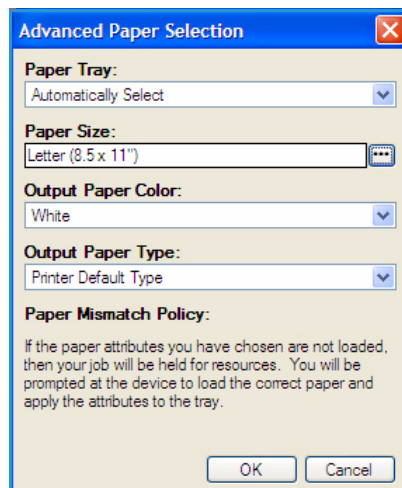 Advanced Paper Selection
Paper Tray:
Automatically Select
Paper Size:
Letter (8.5 x 11")
Output Paper Color:
White
Output Paper Type:
Printer Default Type
Paper Mismatch Policy:
If the paper attributes you have chosen are not loaded,
then your job will be held for resources. You will be
prompted at the device to load the correct paper and
apply the attributes to the tray.
OK Cancel